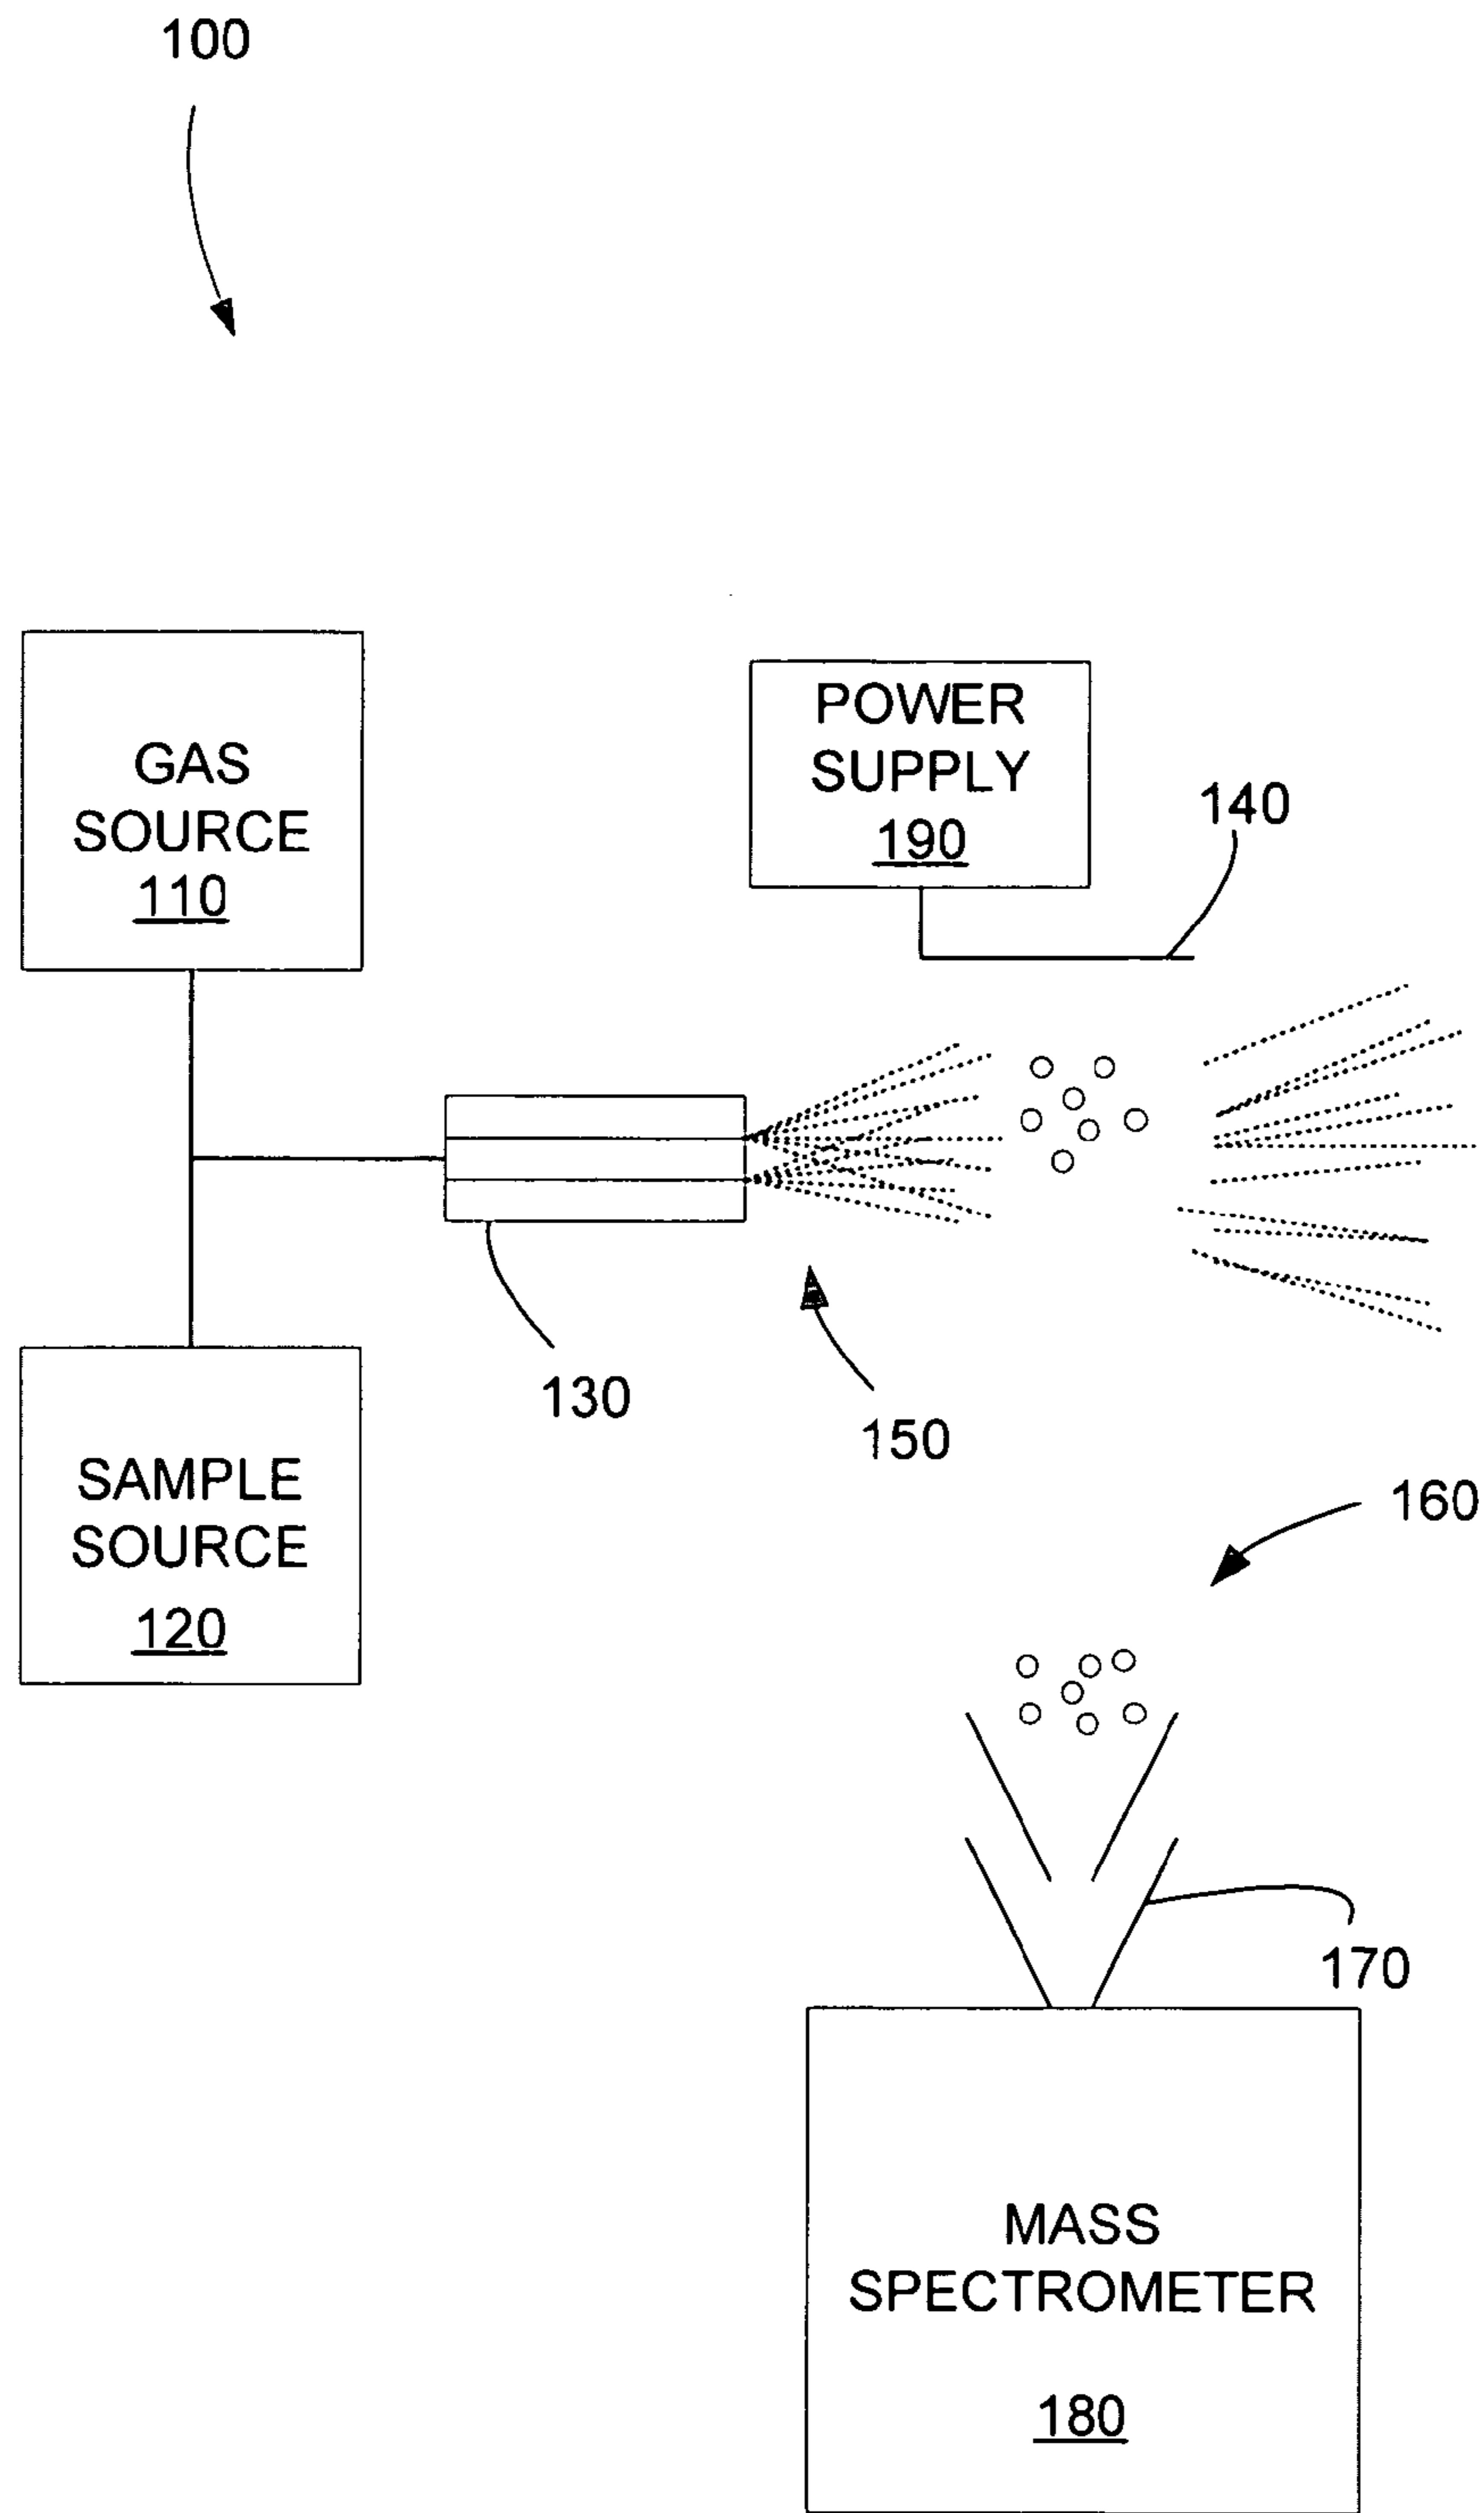 100
GAS
SOURCE
110
POWER
SUPPLY
190
140
130
150
160
SAMPLE
SOURCE
120
170
MASS
SPECTROMETER
180